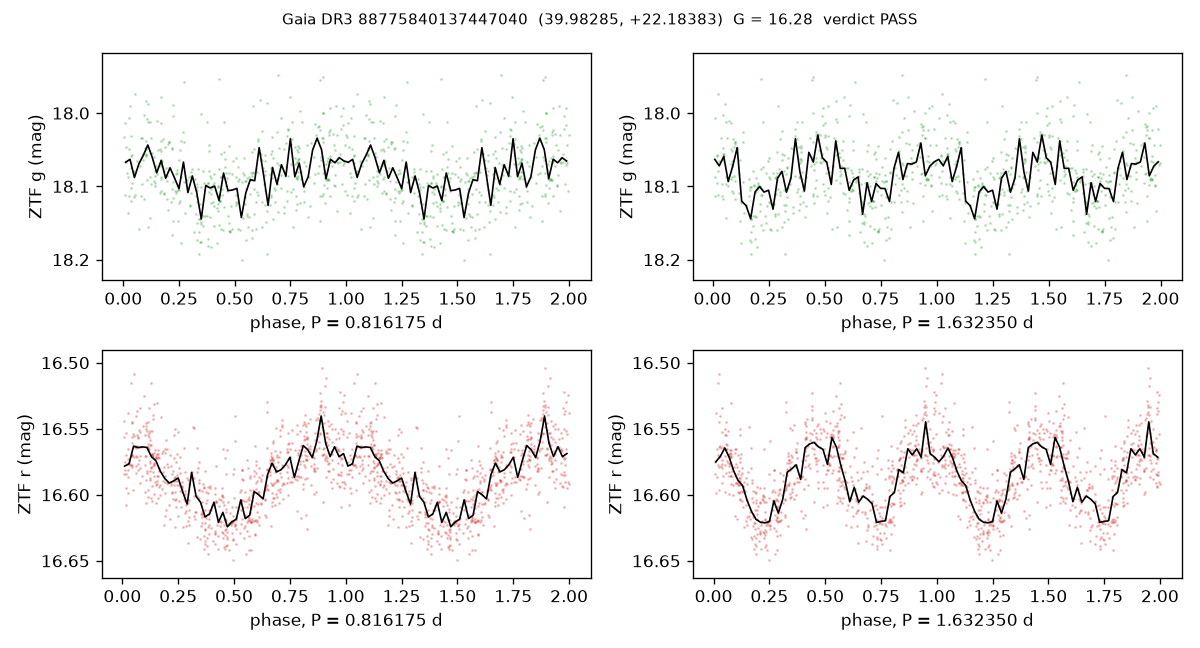 Gaia DR3 88775840137447040 (39.98285, +22.18383) G = 16.28 verdict PASS
ZTF g (mag)
18.0
18.1
18.2
0.00 0.25 0.50 0.75 1.00 1.25 1.50 1.75 2.00
phase, P = 0.816175 d
ZTF g (mag)
18.0
18.1
18.2
0.00 0.25 0.50 0.75 1.00 1.25 1.50 1.75 2.00
phase, P = 1.632350 d
ZTF r (mag)
16.50
16.55
16.60
16.65
0.00 0.25 0.50 0.75 1.00 1.25 1.50 1.75 2.00
phase, P = 0.816175 d
ZTF r (mag)
16.50
16.55
16.60
16.65
0.00 0.25 0.50 0.75 1.00 1.25 1.50 1.75 2.00
phase, P = 1.632350 d